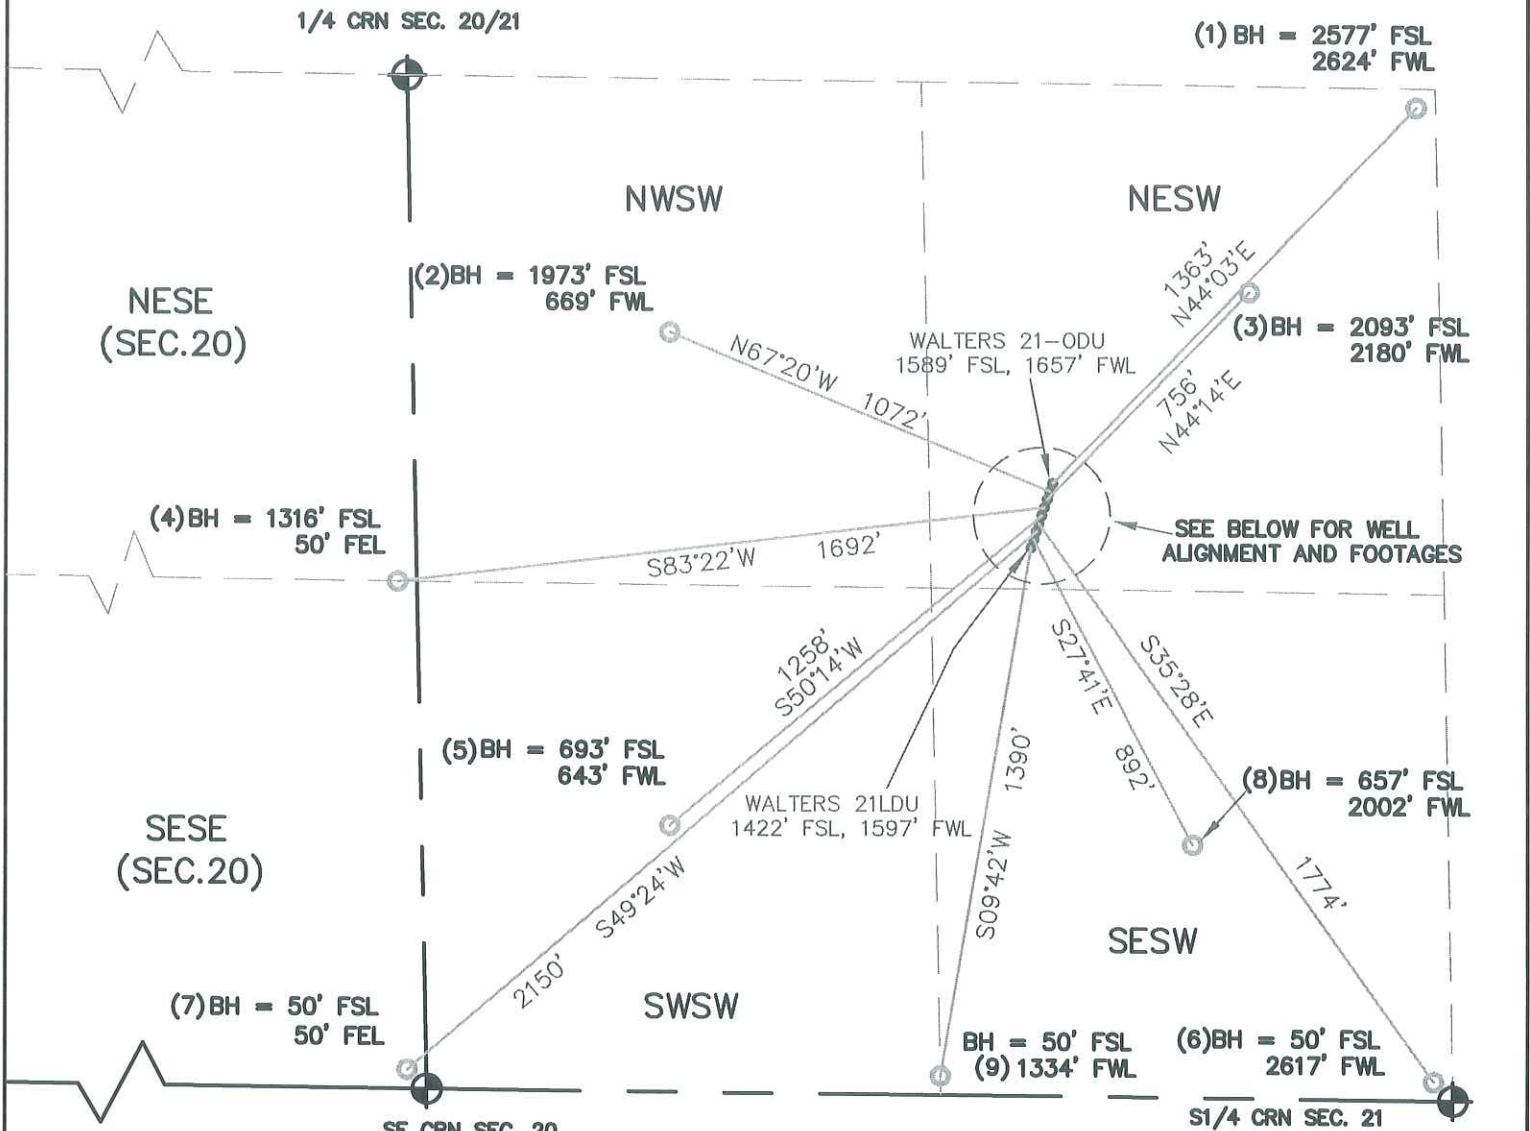 1/4 CRN SEC. 20/21
(1) BH = 2577' FSL
2624' FWL
NWSW
NESW
(2)BH = 1973' FSL
669' FWL
NESE
(SEC.20)
1363'
N44°03'E
(3)BH = 2093' FSL
2180' FWL
WALTERS 21-ODU
1589' FSL, 1657' FWL
N67°20'W
1072'
756'
N44°14'E
(4)BH = 1316' FSL
50' FEL
S83°22'W
1692'
SEE BELOW FOR WELL
ALIGNMENT AND FOOTAGES
1258'
S50°14'W
S27°41'E
S35°28'E
(5)BH = 693' FSL
643' FWL
1390'
892'
(8)BH = 657' FSL
2002' FWL
WALTERS 21LDU
1422' FSL, 1597' FWL
SESE
(SEC.20)
S49°24'W
S09°42'W
1774'
SESW
2150'
(7)BH = 50' FSL
50' FEL
SWSW
BH = 50' FSL
(9) 1334' FWL
(6)BH = 50' FSL
2617' FWL
SE CRN SEC. 20
S1/4 CRN SEC. 21